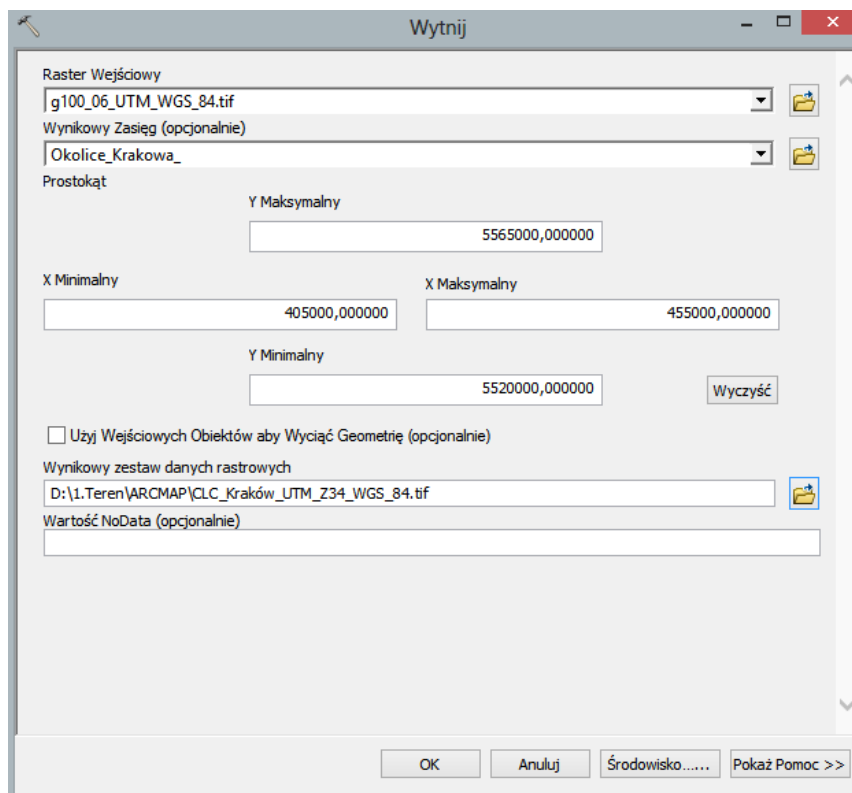 Wytnij
Raster Wejściowy
g100_06_UTM_WGS_84.tif
Wynikowy Zasięg (opcjonalnie)
Okolice_Krakowa_
Prostokąt
Y Maksymalny
5565000,000000
X Minimalny
X Maksymalny
405000,000000
455000,000000
Y Minimalny
5520000,000000
Wyczyść
Użyj Wejściowych Obiektów aby Wyciąć Geometrię (opcjonalnie)
Wynikowy zestaw danych rastrowych
D:\1.Teren\ARCMAP\CLC_Kraków_UTM_Z34_WGS_84.tif
Wartość NoData (opcjonalnie)
OK
Anuluj
Środowisko......
Pokaż Pomoc >>